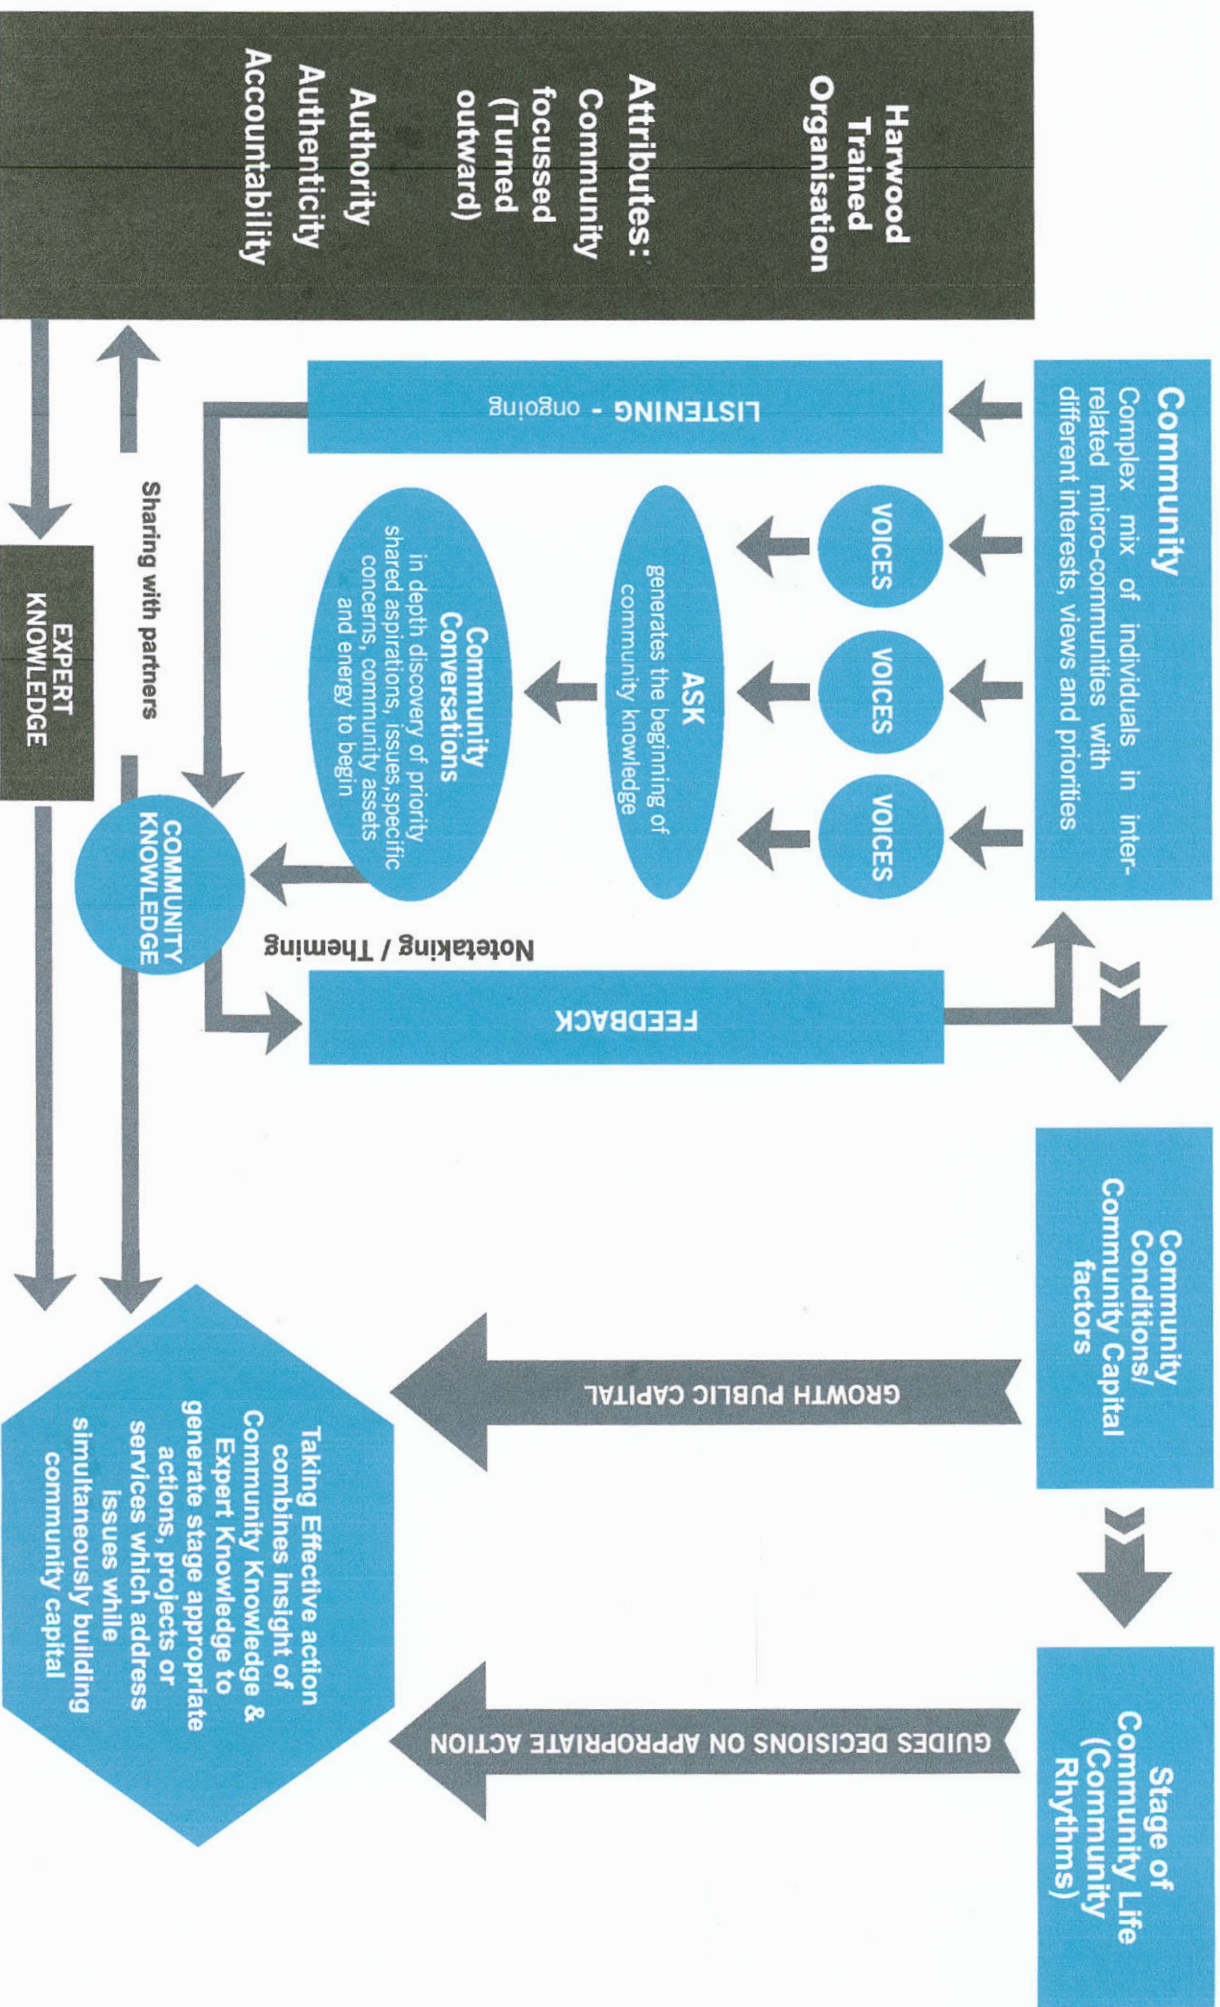 Harwood
Trained
Organisation
Attributes:
Community
focussed
(Turned
outward)
Authority
Authenticity
Accountability
Community
Complex mix of individuals in inter-
related micro-communities with
different interests, views and priorities
LISTENING - ongoing
VOICES
VOICES
VOICES
ASK
generates the beginning of
community knowledge
Community
Conversations
in depth discovery of priority
shared aspirations, issues,specific
concerns, community assets
and energy to begin
Notetaking / Theming
FEEDBACK
COMMUNITY
KNOWLEDGE
Sharing with partners
EXPERT
KNOWLEDGE
Community
Conditions/
Community Capital
factors
Stage of
Community Life
(Community
Rhythms)
GROWTH PUBLIC CAPITAL
GUIDES DECISIONS ON APPROPRIATE ACTION
Taking Effective action
combines insight of
Community Knowledge &
Expert Knowledge to
generate stage appropriate
actions, projects or
services which address
issues while
simultaneously building
community capital